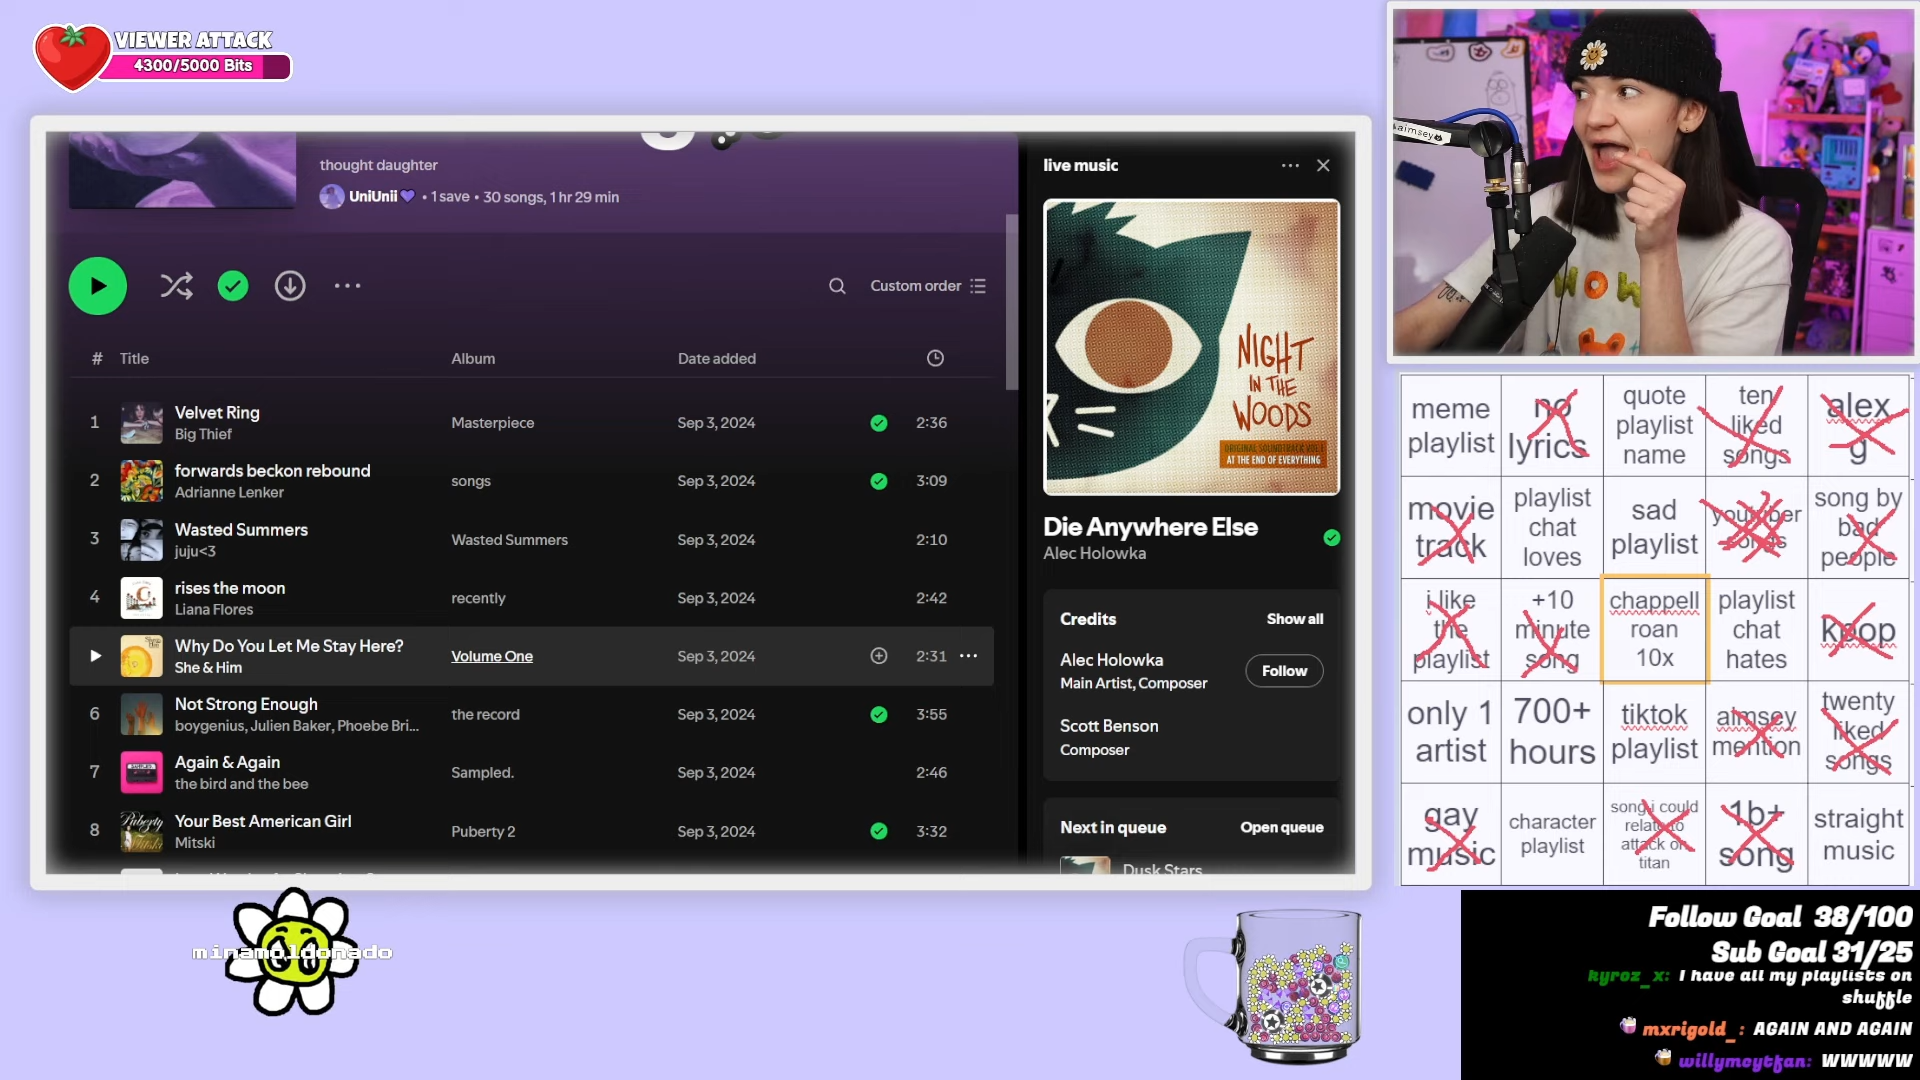 VIEWER ATTACK
4300/5000 Bits
thought daughter
UniUnii 💜 • 1 save • 30 songs, 1 hr 29 min
Custom order
# Title Album Date added
1 Velvet Ring Masterpiece Sep 3, 2024 2:36
Big Thief
2 forwards beckon rebound songs Sep 3, 2024 3:09
Adrianne Lenker
3 Wasted Summers Wasted Summers Sep 3, 2024 2:10
juju<3
4 rises the moon recently Sep 3, 2024 2:42
Liana Flores
Why Do You Let Me Stay Here? Volume One Sep 3, 2024 2:31
She & Him
6 Not Strong Enough the record Sep 3, 2024 3:55
boygenius, Julien Baker, Phoebe Bri...
7 Again & Again Sampled. Sep 3, 2024 2:46
the bird and the bee
8 Your Best American Girl Puberty 2 Sep 3, 2024 3:32
Mitski
live music
NIGHT
IN THE
WOODS
ORIGINAL SOUNDTRACK VOL. 1
AT THE END OF EVERYTHING
Die Anywhere Else
Alec Holowka
Credits Show all
Alec Holowka
Main Artist, Composer
Follow
Scott Benson
Composer
Next in queue Open queue
Dusk Stars
aimsey
meme
playlist
no
lyrics
quote
playlist
name
ten
liked
songs
alex
g
movie
track
playlist
chat
loves
sad
playlist
youtuber
songs
song by
bad
people
i like
the
playlist
+10
minute
song
chappell
roan
10x
playlist
chat
hates
kpop
only 1
artist
700+
hours
tiktok
playlist
aimsey
mention
twenty
liked
songs
gay
music
character
playlist
song i could
relate to
attack on
titan
1b+
song
straight
music
minamoldonado
Follow Goal 38/100
Sub Goal 31/25
kyroz_x: I have all my playlists on
shuffle
mxrigold_: AGAIN AND AGAIN
willymoytfan: WWWWW